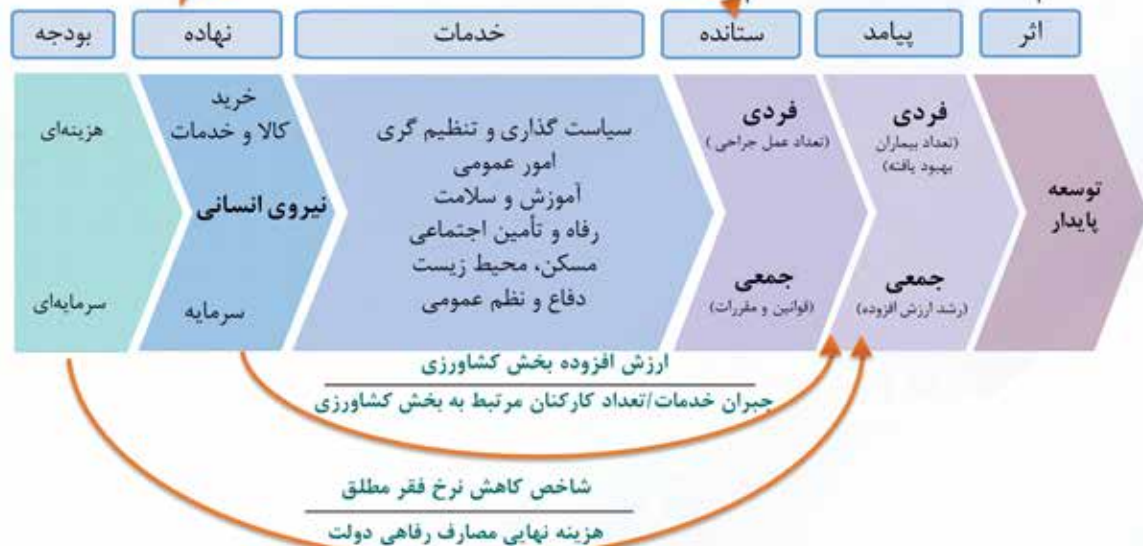 بودجه
نهاده
خدمات
ستانده
پیامد
اثر
هزینه‌ای
سرمایه‌ای
خرید
کالا و خدمات
نیروی انسانی
سرمایه
سیاست گذاری و تنظیم گری
امور عمومی
آموزش و سلامت
رفاه و تأمین اجتماعی
مسکن، محیط زیست
دفاع و نظم عمومی
فردی
(تعداد عمل جراحی)
جمعی
(قوانین و مقررات)
فردی
(تعداد بیماران
بهبود یافته)
جمعی
(رشد ارزش افزوده)
توسعه
پایدار
ارزش افزوده بخش کشاورزی
جبران خدمات/تعداد کارکنان مرتبط به بخش کشاورزی
شاخص کاهش نرخ فقر مطلق
هزینه نهایی مصارف رفاهی دولت